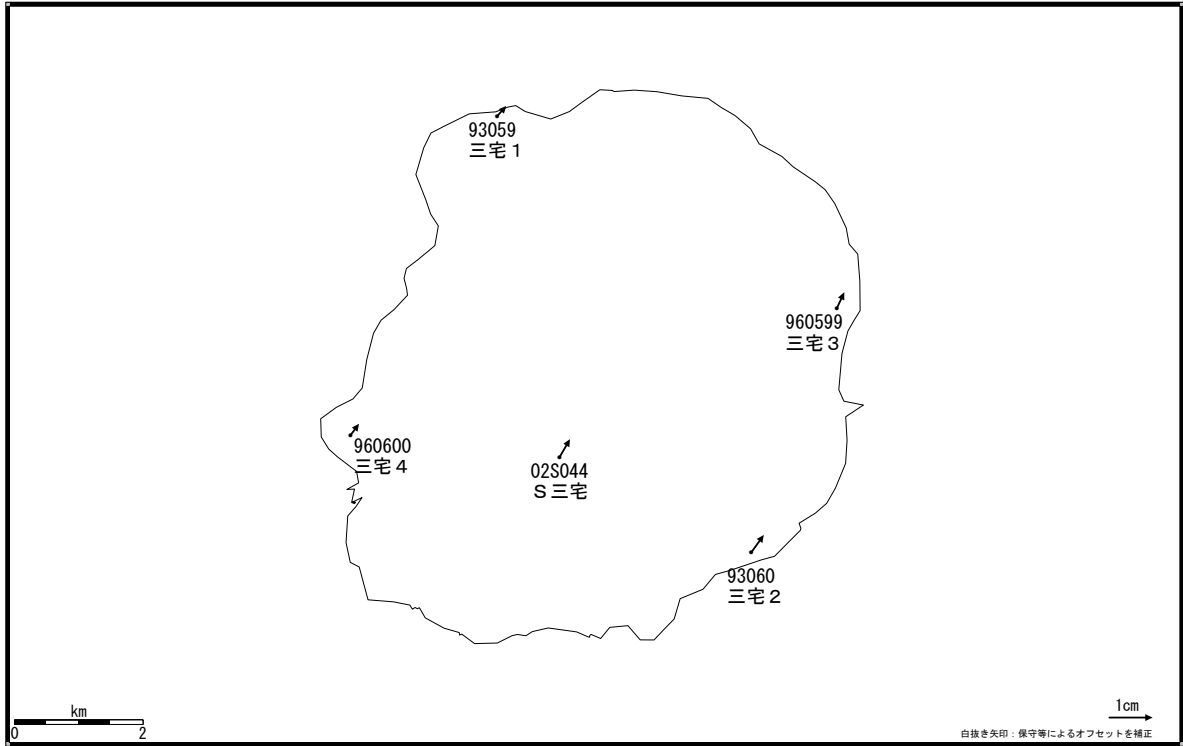 93059
三宅１
960599
三宅３
960600
三宅４
02S044
Ｓ三宅
93060
三宅２
km
0 2
1cm
白抜き矢印：保守等によるオフセットを補正